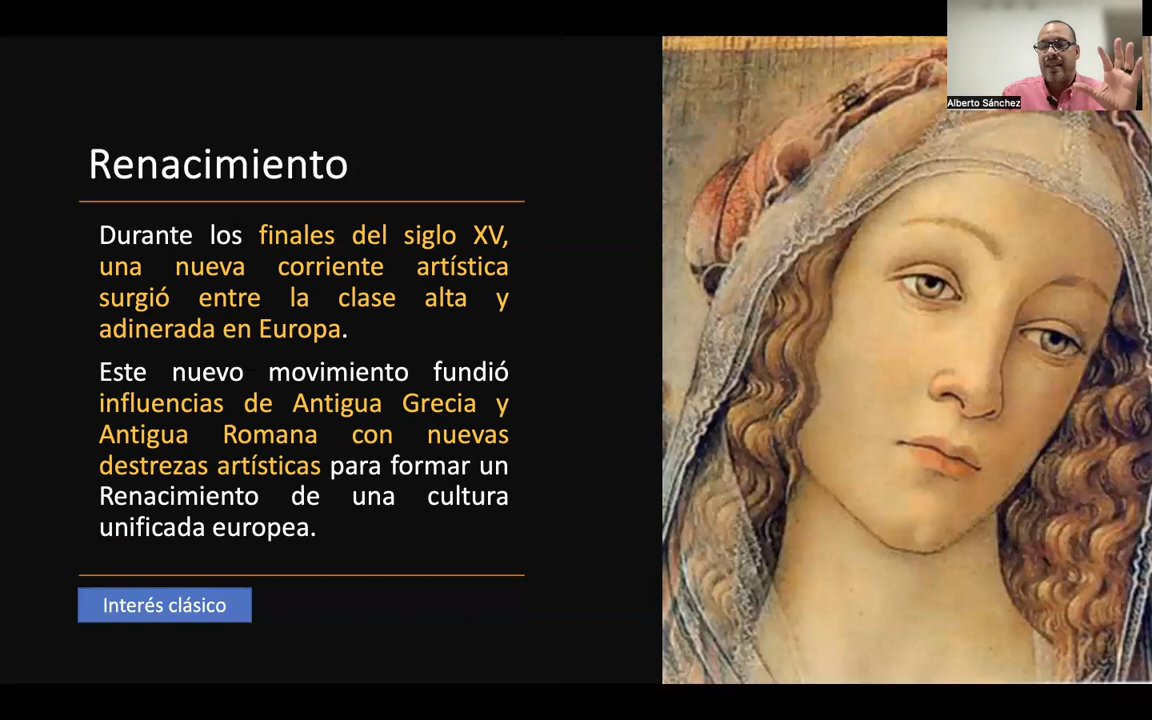 Alberto Sánchez
Renacimiento
Durante los finales del siglo XV,
una nueva corriente artística
surgió entre la clase alta y
adinerada en Europa.
Este nuevo movimiento fundió
influencias de Antigua Grecia y
Antigua Romana con nuevas
destrezas artísticas para formar un
Renacimiento de una cultura
unificada europea.
Interés clásico